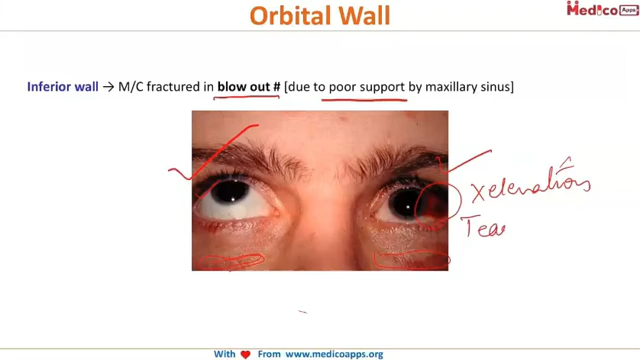 Orbital Wall
Medico Apps
Inferior wall → M/C fractured in blow out # [due to poor support by maxillary sinus]
Tear
With ❤ From www.medicoapps.org